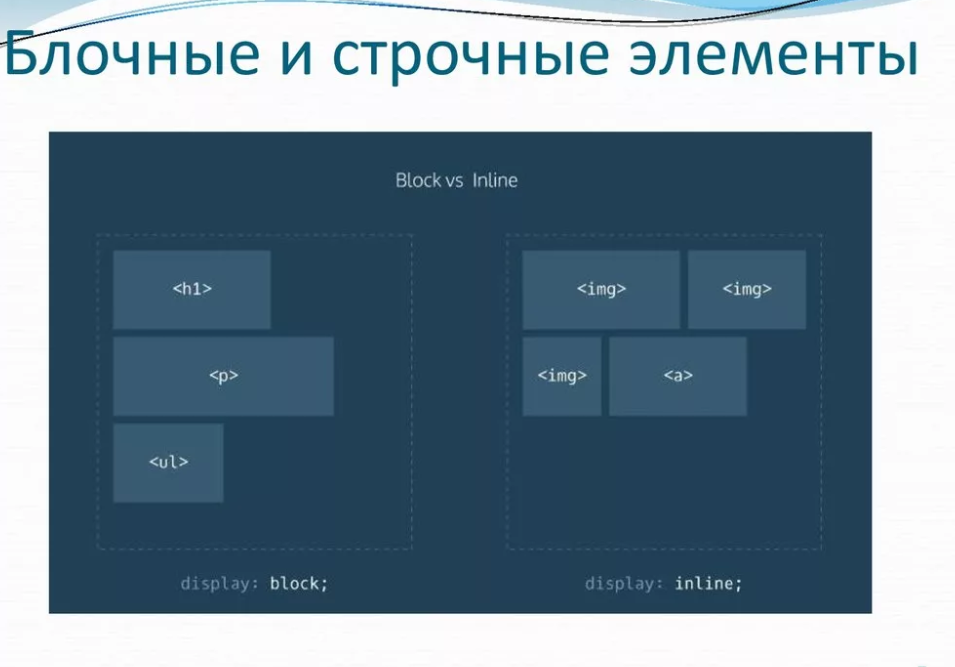 Блочные и строчные элементы
Block vs Inline
<h1>
<p>
<ul>
display: block;
<img> <img>
<img> <a>
display: inline;